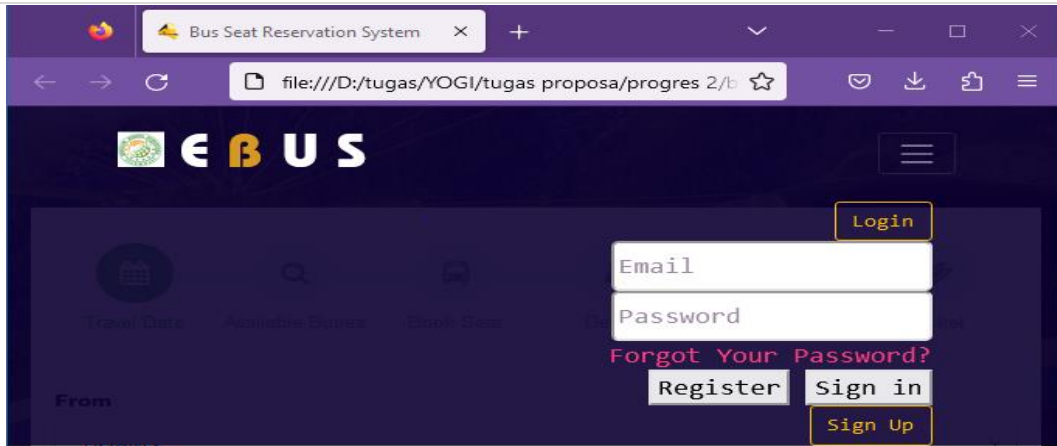 Bus Seat Reservation System
file:///D:/tugas/YOGI/tugas proposa/progres 2/b
Є β U S
Login
Email
Travel Date Available Buses Book Seat
Password
Forgot Your Password?
Register Sign in
From
Sign Up